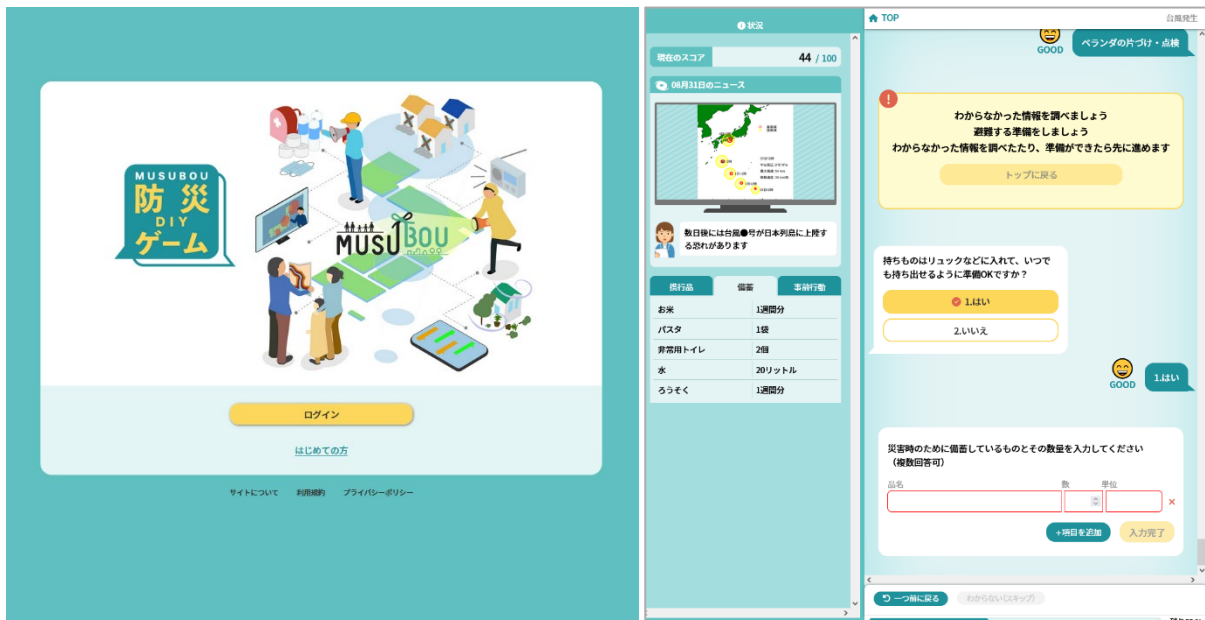 MUSUBOU
防災
DIY
ゲーム
MUSUBOU
ログイン
はじめての方
サイトについて 利用規約 プライバシーポリシー
状況
現在のスコア 44 / 100
08月31日のニュース
数日後には台風●号が日本列島に上陸す
る恐れがあります
携行品 備蓄 事前行動
お米 1週間分
パスタ 1袋
非常用トイレ 2個
水 20リットル
ろうそく 1週間分
TOP 台風発生
GOOD ベランダの片づけ・点検
わからなかった情報を調べましょう
避難する準備をしましょう
わからなかった情報を調べたたり、準備ができたら先に進めます
トップに戻る
持ちものはリュックなどに入れて、いつで
も持ち出せるように準備OKですか？
1.はい
2.いいえ
GOOD 1.はい
災害時のために備蓄しているものとその数量を入力してください
（複数回答可）
品名 数 単位
+項目を追加 入力完了
一つ前に戻る わからない(スキップ)